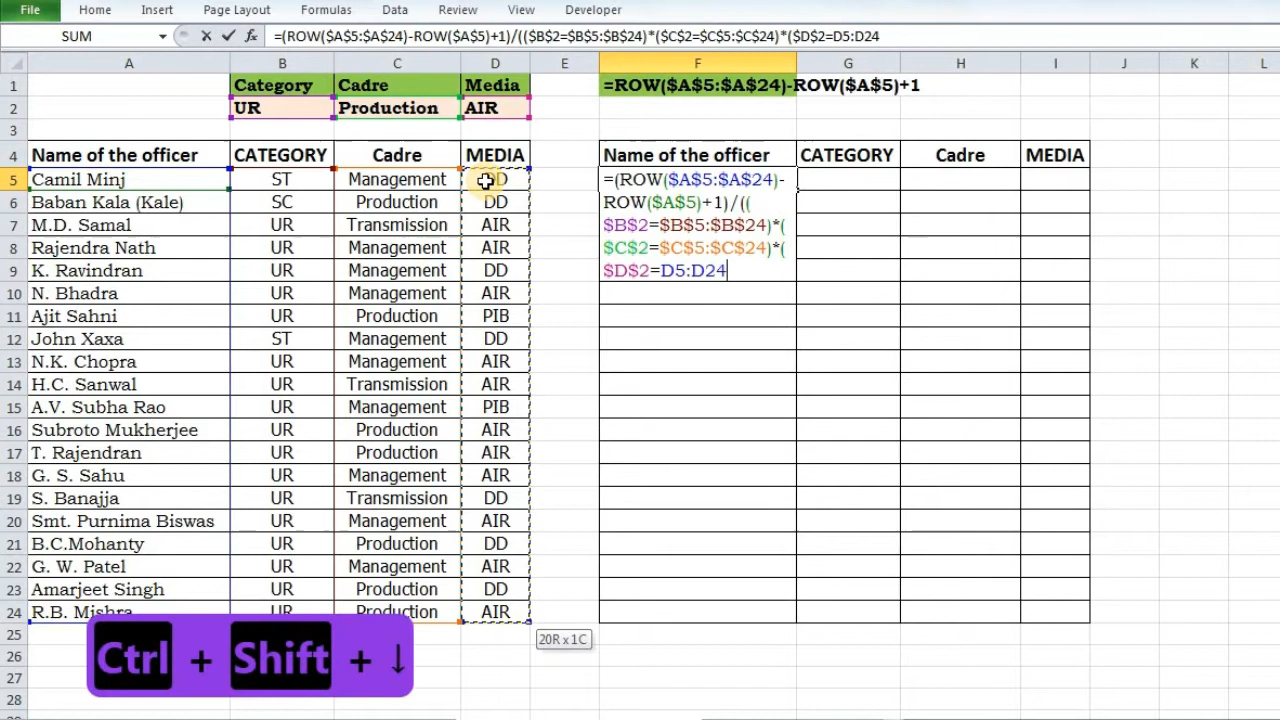 File Home Insert Page Layout Formulas Data Review View Developer
SUM fx =(ROW($A$5:$A$24)-ROW($A$5)+1)/(($B$2=$B$5:$B$24)*($C$2=$C$5:$C$24)*($D$2=D5:D24
A B C D E F G H I J K L
1 Category Cadre Media =ROW($A$5:$A$24)-ROW($A$5)+1
2 UR Production AIR
3
4 Name of the officer CATEGORY Cadre MEDIA Name of the officer CATEGORY Cadre MEDIA
5 Camil Minj ST Management DD =(ROW($A$5:$A$24)-
6 Baban Kala (Kale) SC Production DD ROW($A$5)+1)/((
7 M.D. Samal UR Transmission AIR $B$2=$B$5:$B$24)*(
8 Rajendra Nath UR Management AIR $C$2=$C$5:$C$24)*(
9 K. Ravindran UR Management DD $D$2=D5:D24
10 N. Bhadra UR Management AIR
11 Ajit Sahni UR Production PIB
12 John Xaxa ST Management DD
13 N.K. Chopra UR Management AIR
14 H.C. Sanwal UR Transmission AIR
15 A.V. Subha Rao UR Management PIB
16 Subroto Mukherjee UR Production AIR
17 T. Rajendran UR Production AIR
18 G. S. Sahu UR Management AIR
19 S. Banajja UR Transmission DD
20 Smt. Purnima Biswas UR Management AIR
21 B.C.Mohanty UR Production DD
22 G. W. Patel UR Management AIR
23 Amarjeet Singh UR Production DD
24 R.B. Mishra UR Production AIR
25 20R x 1C
26 Ctrl + Shift + ↓
27
28